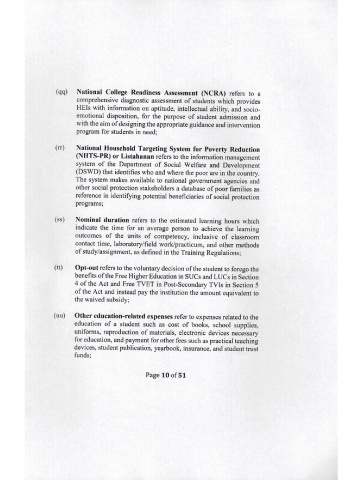 (qq) National College Readiness Assessment (NCRA) refers to a
comprehensive diagnostic assessment of students which provides
HEIs with information on aptitude, intellectual ability, and socio-
emotional disposition, for the purpose of student admission and
with the aim of designing the appropriate guidance and intervention
program for students in need;
(rr) National Household Targeting System for Poverty Reduction
(NHTS-PR) or Listahanan refers to the information management
system of the Department of Social Welfare and Development
(DSWD) that identifies who and where the poor are in the country.
The system makes available to national government agencies and
other social protection stakeholders a database of poor families as
reference in identifying potential beneficiaries of social protection
programs;
(ss) Nominal duration refers to the estimated learning hours which
indicate the time for an average person to achieve the learning
outcomes of the units of competency, inclusive of classroom
contact time, laboratory/field work/practicum, and other methods
of study/assignment, as defined in the Training Regulations;
(tt) Opt-out refers to the voluntary decision of the student to forego the
benefits of the Free Higher Education in SUCs and LUCs in Section
4 of the Act and Free TVET in Post-Secondary TVIs in Section 5
of the Act and instead pay the institution the amount equivalent to
the waived subsidy;
(uu) Other education-related expenses refer to expenses related to the
education of a student such as cost of books, school supplies,
uniforms, reproduction of materials, electronic devices necessary
for education, and payment for other fees such as practical teaching
devices, student publication, yearbook, insurance, and student trust
funds;
Page 10 of 51